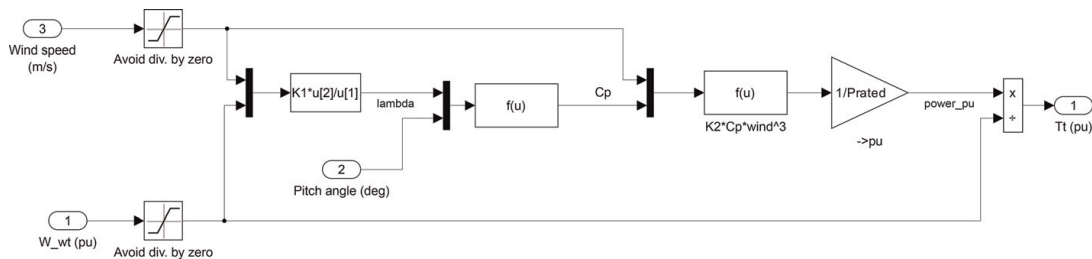 3
Wind speed
(m/s)
Avoid div. by zero
K1*u[2]/u[1]
lambda
f(u)
Cp
f(u)
K2*Cp*wind^3
1/Prated
->pu
power_pu
x
÷
1
Tt (pu)
2
Pitch angle (deg)
1
W_wt (pu)
Avoid div. by zero